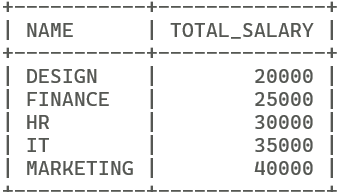 +-----------+--------------+
| NAME      | TOTAL_SALARY |
+-----------+--------------+
| DESIGN    |        20000 |
| FINANCE   |        25000 |
| HR        |        30000 |
| IT        |        35000 |
| MARKETING |        40000 |
+-----------+--------------+